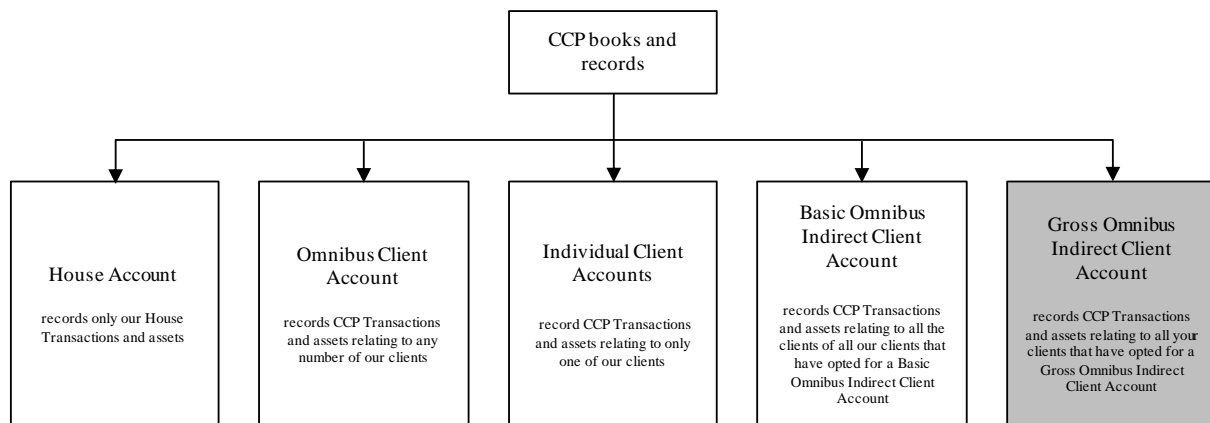 CCP books and
records
House Account
records only our House
Transactions and assets
Omnibus Client
Account
records CCP Transactions
and assets relating to any
number of our clients
Individual Client
Accounts
record CCP Transactions
and assets relating to only
one of our clients
Basic Omnibus
Indirect Client
Account
records CCP Transactions
and assets relating to all the
clients of all our clients that
have opted for a Basic
Omnibus Indirect Client
Account
Gross Omnibus
Indirect Client
Account
records CCP Transactions
and assets relating to all your
clients that have opted for a
Gross Omnibus Indirect
Client Account